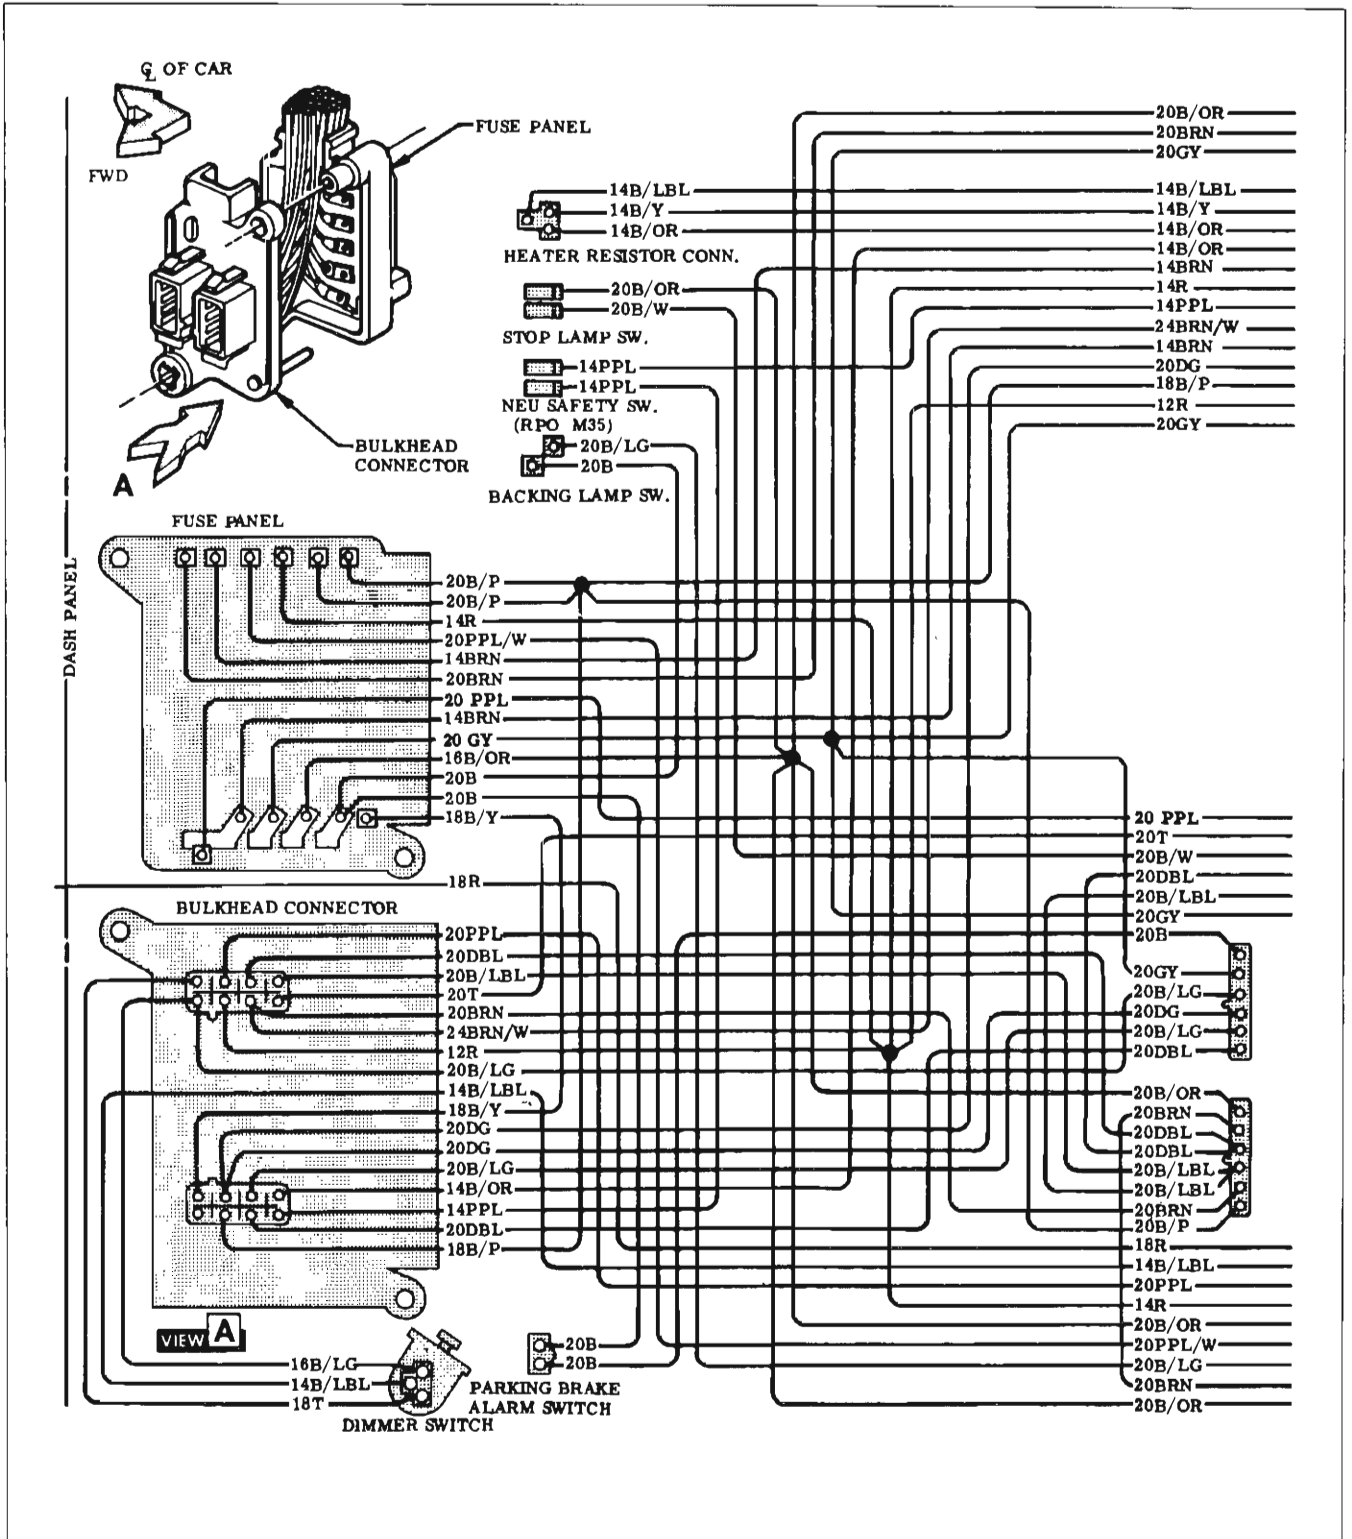 ℄ OF CAR
FWD
FUSE PANEL
BULKHEAD
CONNECTOR
A
DASH PANEL
14B/LBL
14B/Y
14B/OR
HEATER RESISTOR CONN.
20B/OR
20B/W
STOP LAMP SW.
14PPL
14PPL
NEU SAFETY SW.
(RPO M35)
20B/LG
20B
BACKING LAMP SW.
20B/OR
20BRN
20GY
14B/LBL
14B/Y
14B/OR
14B/OR
14BRN
14R
14PPL
24BRN/W
14BRN
20DG
18B/P
12R
20GY
FUSE PANEL
20B/P
20B/P
14R
20PPL/W
14BRN
20BRN
20 PPL
14BRN
20 GY
16B/OR
20B
20B
18B/Y
18R
BULKHEAD CONNECTOR
20PPL
20DBL
20B/LBL
20T
20BRN
24BRN/W
12R
20B/LG
14B/LBL
18B/Y
20DG
20DG
20B/LG
14B/OR
14PPL
20DBL
18B/P
VIEW A
16B/LG
14B/LBL
18T
DIMMER SWITCH
20B
20B
PARKING BRAKE
ALARM SWITCH
20 PPL
20T
20B/W
20DBL
20B/LBL
20GY
20B
20GY
20B/LG
20DG
20B/LG
20DBL
20B/OR
20BRN
20DBL
20DBL
20B/LBL
20B/LBL
20BRN
20B/P
18R
14B/LBL
20PPL
14R
20B/OR
20PPL/W
20B/LG
20BRN
20B/OR